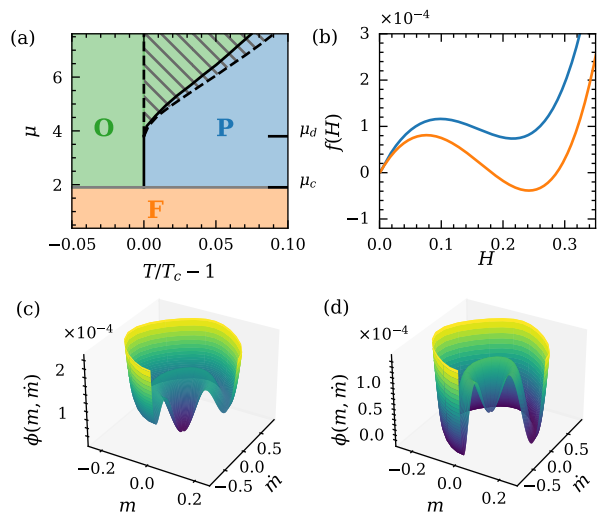 (a)
6
4
2
μ
O
P
F
μ_d
μ_c
−0.05
0.00
0.05
0.10
T/T_c − 1
(b)
×10⁻⁴
3
2
1
0
−1
f(H)
0.0
0.1
0.2
0.3
H
(c)
×10⁻⁴
2
1
ϕ(m, ṁ)
−0.2
0.0
0.2
m
−0.5
0.0
0.5
ṁ
(d)
×10⁻⁴
1.0
0.5
0.0
ϕ(m, ṁ)
−0.2
0.0
0.2
m
−0.5
0.0
0.5
ṁ